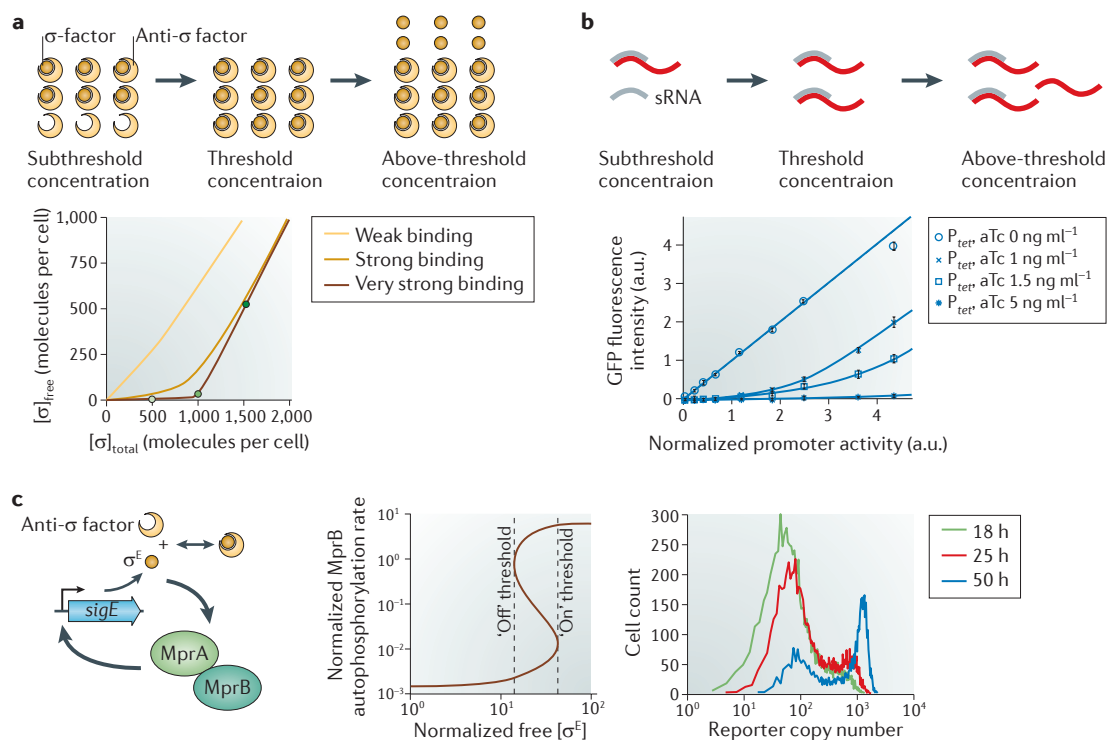 a
σ-factor
Anti-σ factor
Subthreshold
concentration
Threshold
concentraion
Above-threshold
concentraion
1,000
750
500
250
0
0
500
1,000
1,500
2,000
[σ]free (molecules per cell)
[σ]total (molecules per cell)
Weak binding
Strong binding
Very strong binding
b
sRNA
Subthreshold
concentraion
Threshold
concentraion
Above-threshold
concentraion
4
3
2
1
0
0
1
2
3
4
GFP fluorescence
intensity (a.u.)
Normalized promoter activity (a.u.)
Ptet, aTc 0 ng ml⁻¹
Ptet, aTc 1 ng ml⁻¹
Ptet, aTc 1.5 ng ml⁻¹
Ptet, aTc 5 ng ml⁻¹
c
Anti-σ factor
+
σᴱ
sigE
MprA
MprB
Normalized MprB
autophosphorylation rate
10¹
10⁰
10⁻¹
10⁻²
10⁻³
'Off' threshold
'On' threshold
10⁰
10¹
10²
Normalized free [σᴱ]
Cell count
300
250
200
150
100
50
0
10⁰
10¹
10²
10³
10⁴
Reporter copy number
18 h
25 h
50 h